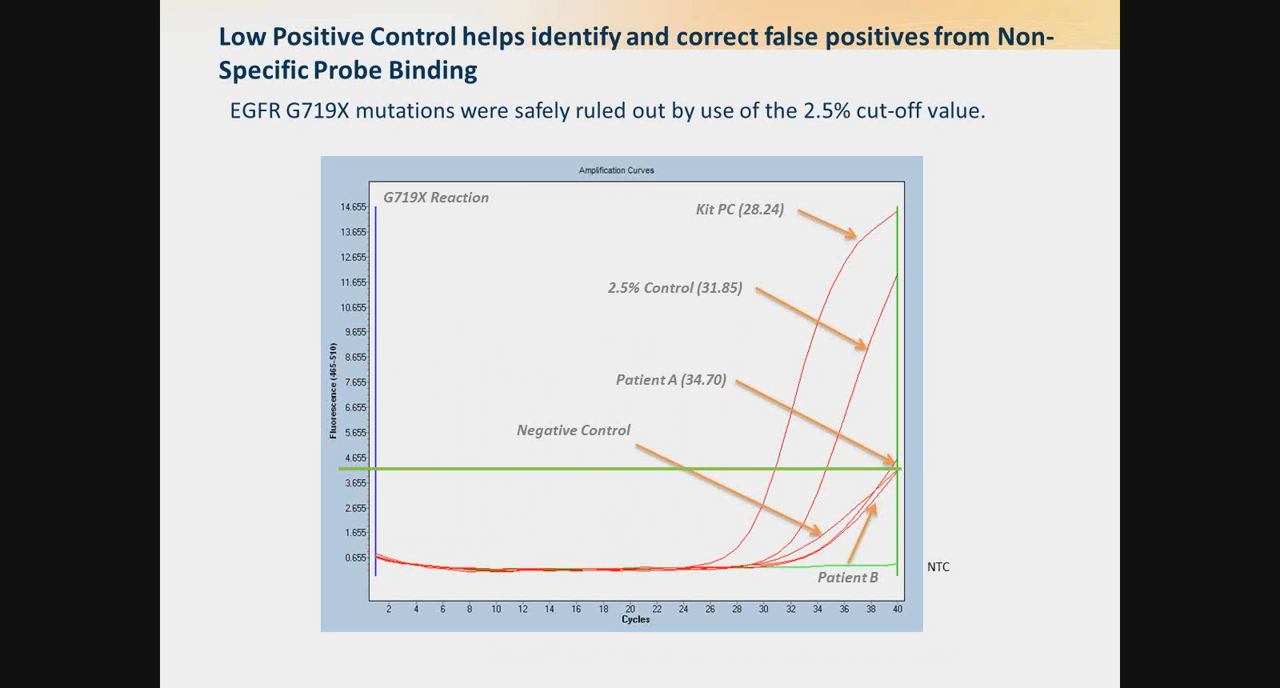 Low Positive Control helps identify and correct false positives from Non-
Specific Probe Binding
EGFR G719X mutations were safely ruled out by use of the 2.5% cut-off value.
Amplification Curves
G719X Reaction
Kit PC (28.24)
2.5% Control (31.85)
Patient A (34.70)
Negative Control
Patient B
NTC
Fluorescence (465-510)
14.655
13.655
12.655
11.655
10.655
9.655
8.655
7.655
6.655
5.655
4.655
3.655
2.655
1.655
0.655
2 4 6 8 10 12 14 16 18 20 22 24 26 28 30 32 34 36 38 40
Cycles